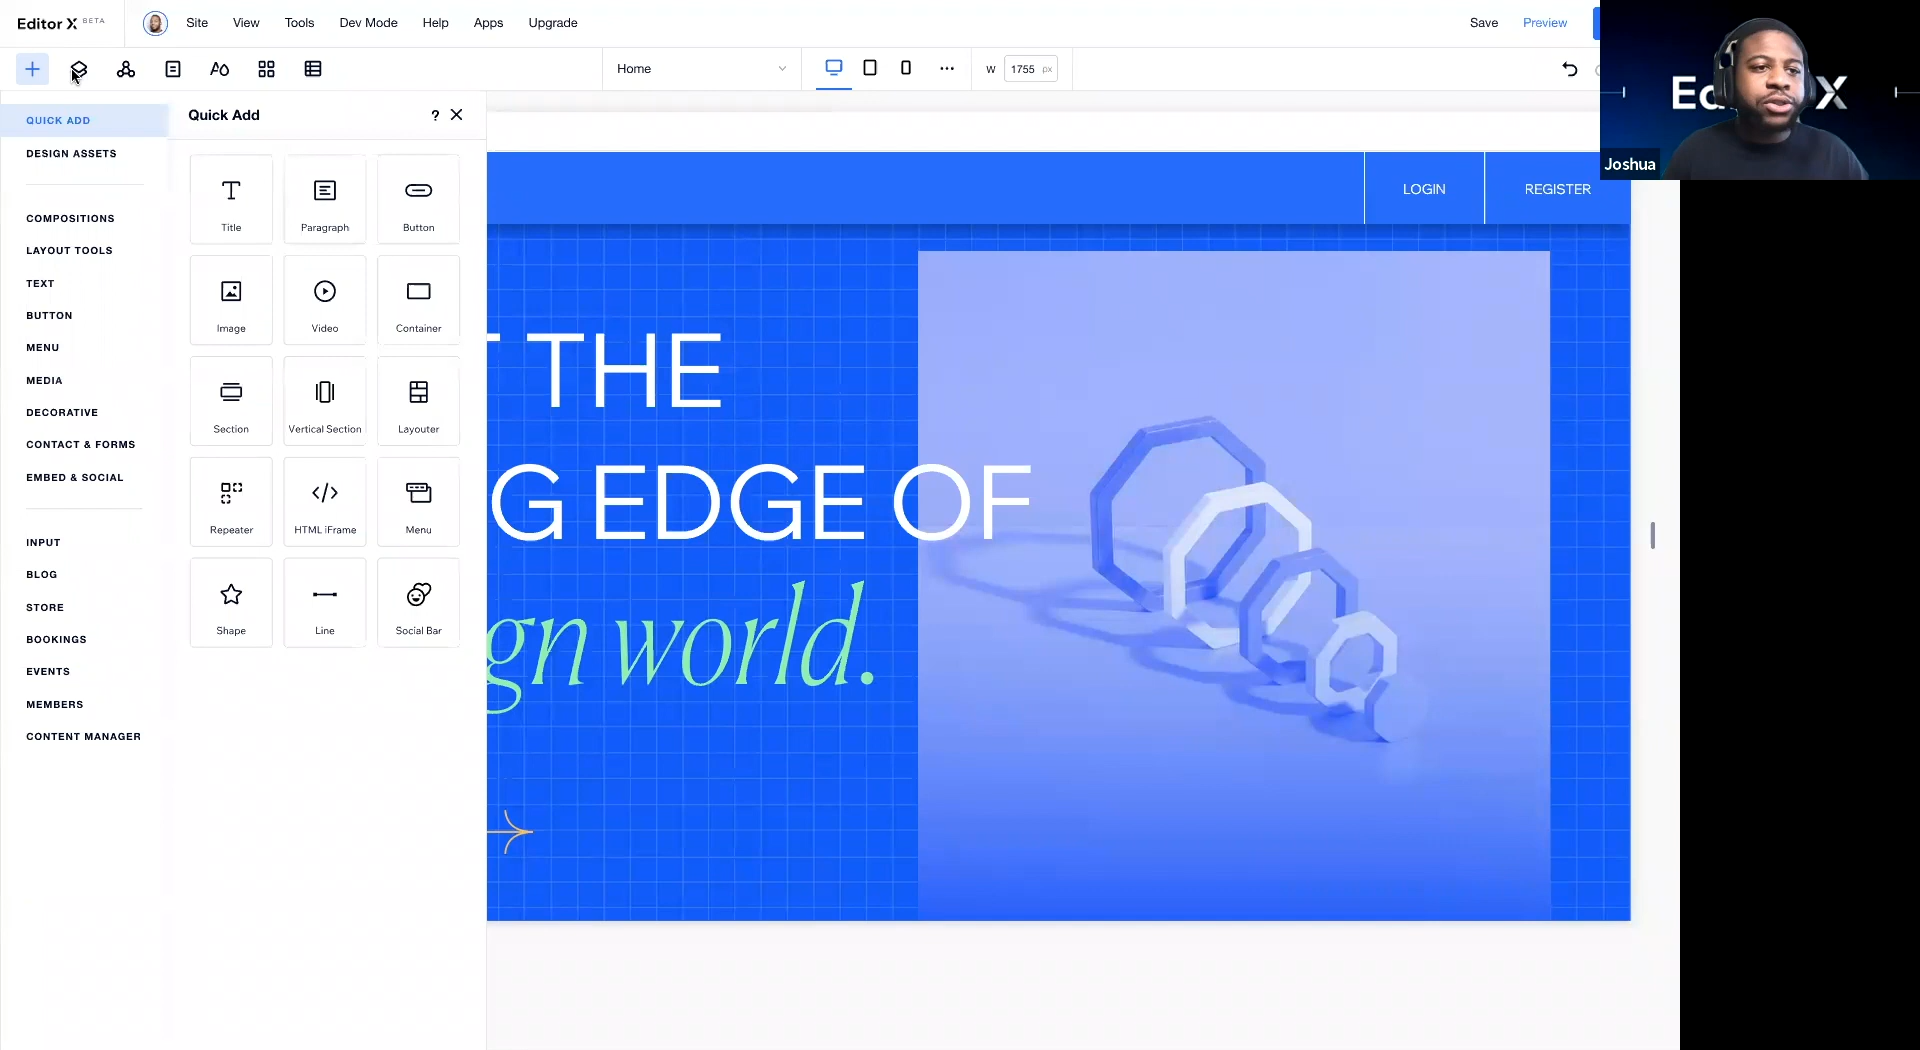 Editor X BETA
Site View Tools Dev Mode Help Apps Upgrade
Save Preview
Home
W 1755 px
QUICK ADD
DESIGN ASSETS
COMPOSITIONS
LAYOUT TOOLS
TEXT
BUTTON
MENU
MEDIA
DECORATIVE
CONTACT & FORMS
EMBED & SOCIAL
INPUT
BLOG
STORE
BOOKINGS
EVENTS
MEMBERS
CONTENT MANAGER
Quick Add ?
Title Paragraph Button
Image Video Container
Section Vertical Section Layouter
Repeater HTML iFrame Menu
Shape Line Social Bar
LOGIN REGISTER
THE
G EDGE OF
gn world.
Ed X
Joshua